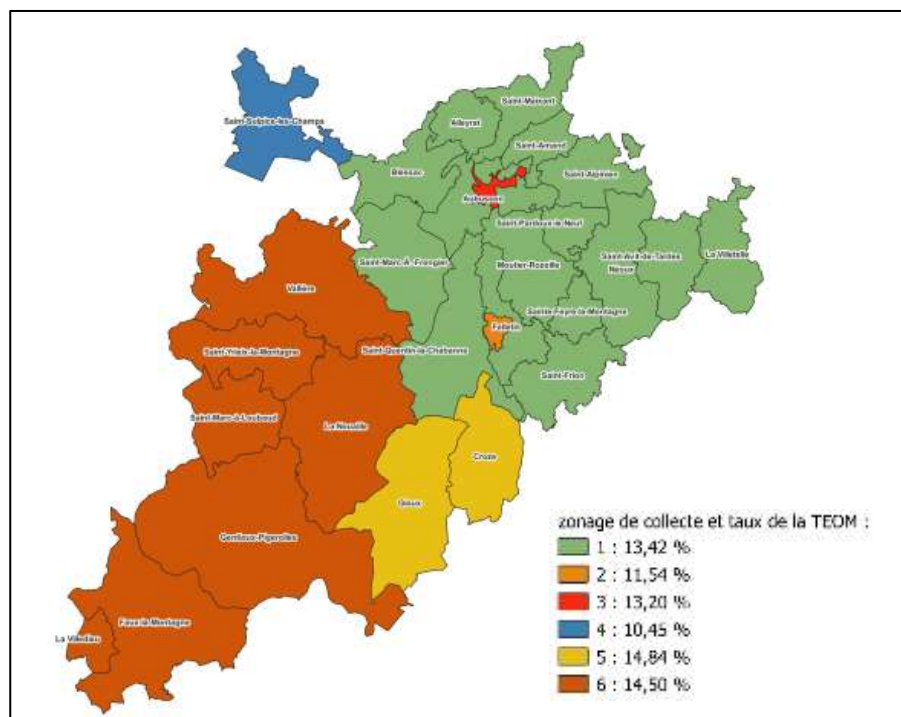 Saint-Sulpice-les-Champs
Saint-Maixant
Alleyrat
Saint-Amand
Blessac
Saint-Alpinien
Aubusson
Saint-Pardoux-le-Neuf
Saint-Marc-A-Frongier
Moutier-Rozeille
Saint-Avit-de-Tardes
Néoux
La Villetelle
Vallière
Sainte-Feyre-la-Montagne
Felletin
Saint-Yrieix-la-Montagne
Saint-Quentin-la-Chabanne
Saint-Frion
Saint-Marc-à-Loubaud
La Nouaille
Croze
Gioux
Gentioux-Pigerolles
Faux-la-Montagne
La Villedieu
zonage de collecte et taux de la TEOM :
1 : 13,42 %
2 : 11,54 %
3 : 13,20 %
4 : 10,45 %
5 : 14,84 %
6 : 14,50 %